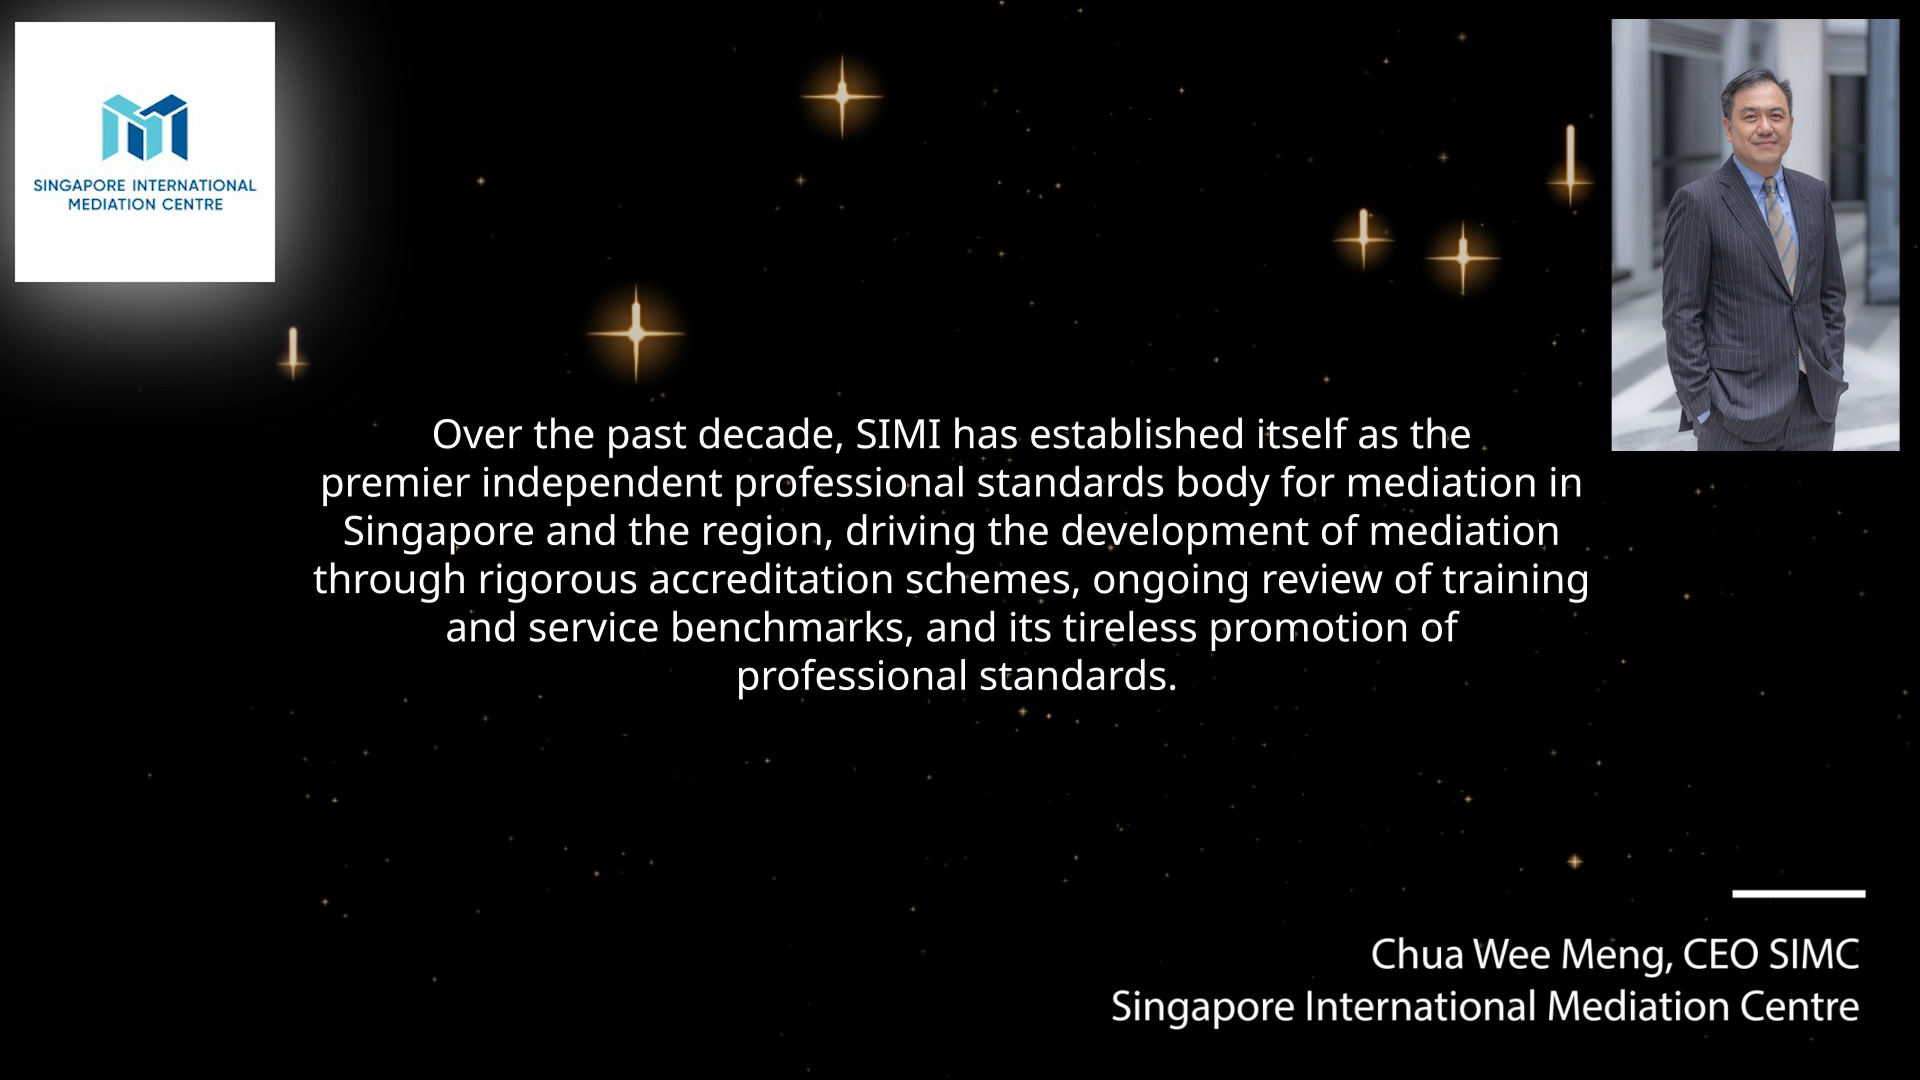 SINGAPORE INTERNATIONAL
MEDIATION CENTRE
Over the past decade, SIMI has established itself as the
premier independent professional standards body for mediation in
Singapore and the region, driving the development of mediation
through rigorous accreditation schemes, ongoing review of training
and service benchmarks, and its tireless promotion of
professional standards.
Chua Wee Meng, CEO SIMC
Singapore International Mediation Centre